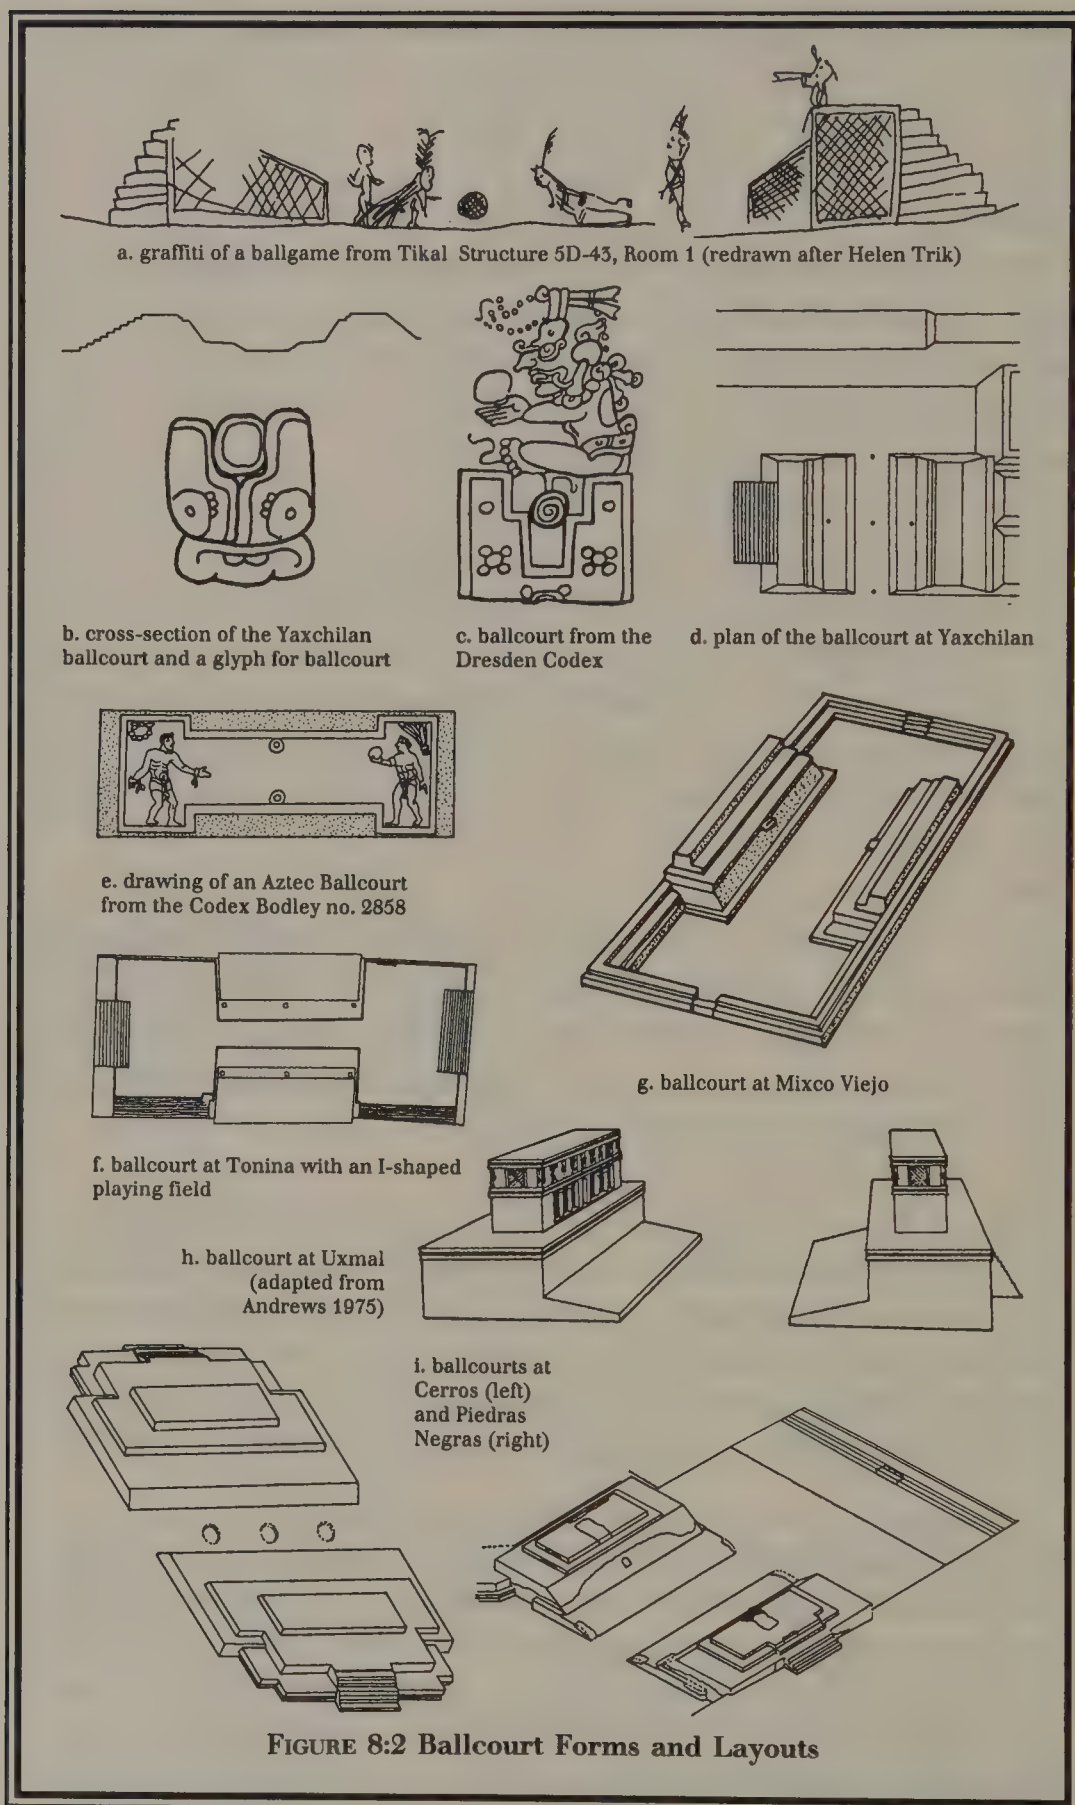 a. graffiti of a ballgame from Tikal Structure 5D-43, Room 1 (redrawn after Helen Trik)
b. cross-section of the Yaxchilan
ballcourt and a glyph for ballcourt
c. ballcourt from the
Dresden Codex
d. plan of the ballcourt at Yaxchilan
e. drawing of an Aztec Ballcourt
from the Codex Bodley no. 2858
g. ballcourt at Mixco Viejo
f. ballcourt at Tonina with an I-shaped
playing field
h. ballcourt at Uxmal
(adapted from
Andrews 1975)
i. ballcourts at
Cerros (left)
and Piedras
Negras (right)
FIGURE 8:2 Ballcourt Forms and Layouts